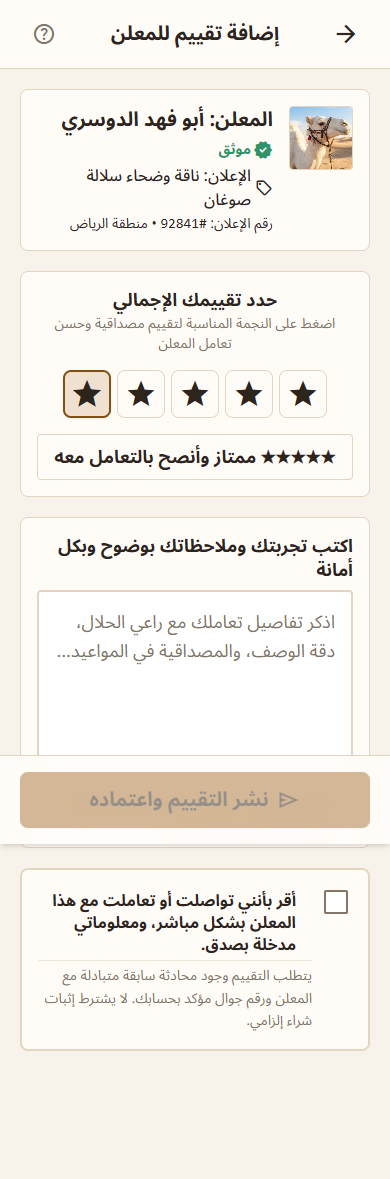 إضافة تقييم للمعلن
المعلن: أبو فهد الدوسري
موثق
الإعلان: ناقة وضحاء سلالة
صوغان
رقم الإعلان: #92841 • منطقة الرياض
حدد تقييمك الإجمالي
اضغط على النجمة المناسبة لتقييم مصداقية وحسن
تعامل المعلن
★★★★★ ممتاز وأنصح بالتعامل معه
اكتب تجربتك وملاحظاتك بوضوح وبكل
أمانة
اذكر تفاصيل تعاملك مع راعي الحلال،
دقة الوصف، والمصداقية في المواعيد...
نشر التقييم واعتماده
أقر بأنني تواصلت أو تعاملت مع هذا
المعلن بشكل مباشر، ومعلوماتي
مدخلة بصدق.
يتطلب التقييم وجود محادثة سابقة متبادلة مع
المعلن ورقم جوال مؤكد بحسابك. لا يشترط إثبات
شراء إلزامي.